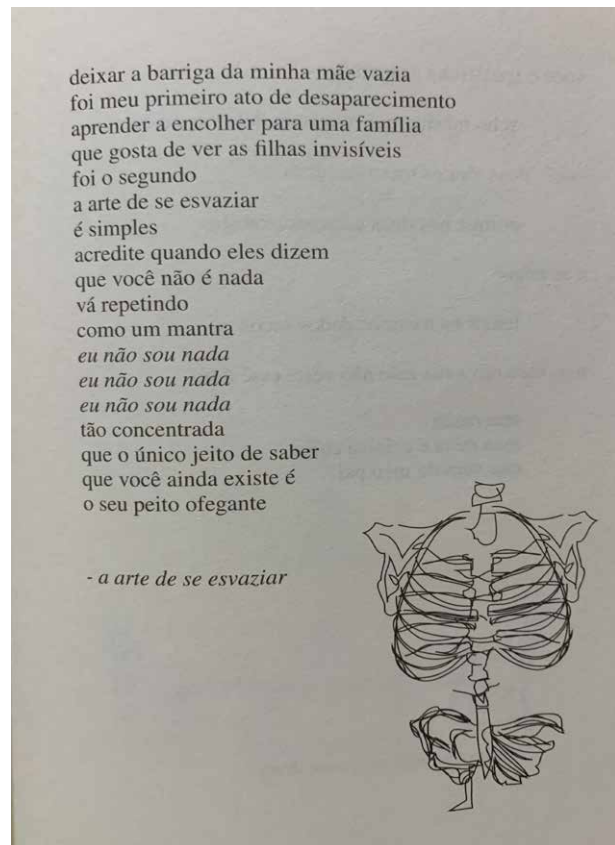 deixar a barriga da minha mãe vazia
foi meu primeiro ato de desaparecimento
aprender a encolher para uma família
que gosta de ver as filhas invisíveis
foi o segundo
a arte de se esvaziar
é simples
acredite quando eles dizem
que você não é nada
vá repetindo
como um mantra
eu não sou nada
eu não sou nada
eu não sou nada
tão concentrada
que o único jeito de saber
que você ainda existe é
o seu peito ofegante
- a arte de se esvaziar